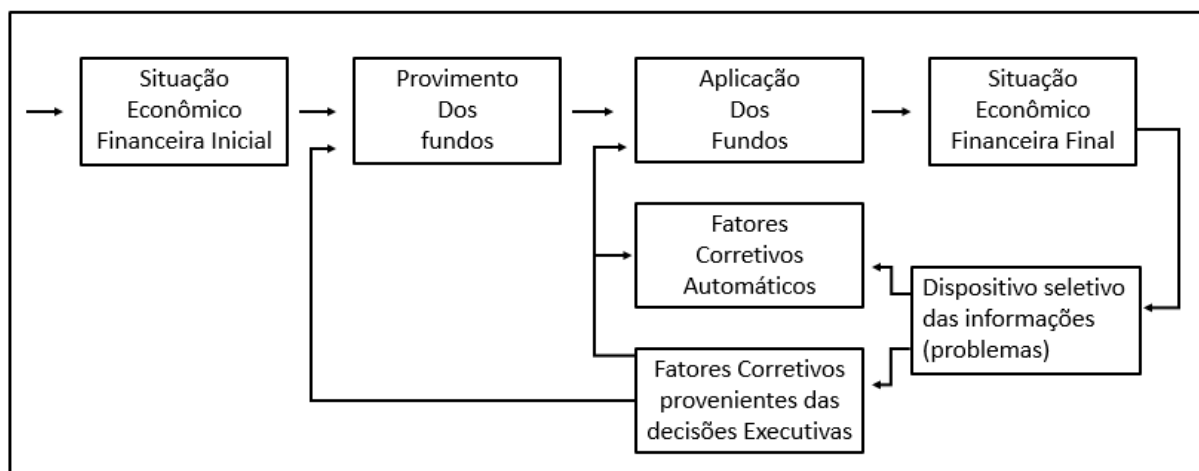 Situação
Econômico
Financeira Inicial
Provimento
Dos
fundos
Aplicação
Dos
Fundos
Situação
Econômico
Financeira Final
Fatores
Corretivos
Automáticos
Dispositivo seletivo
das informações
(problemas)
Fatores Corretivos
provenientes das
decisões Executivas